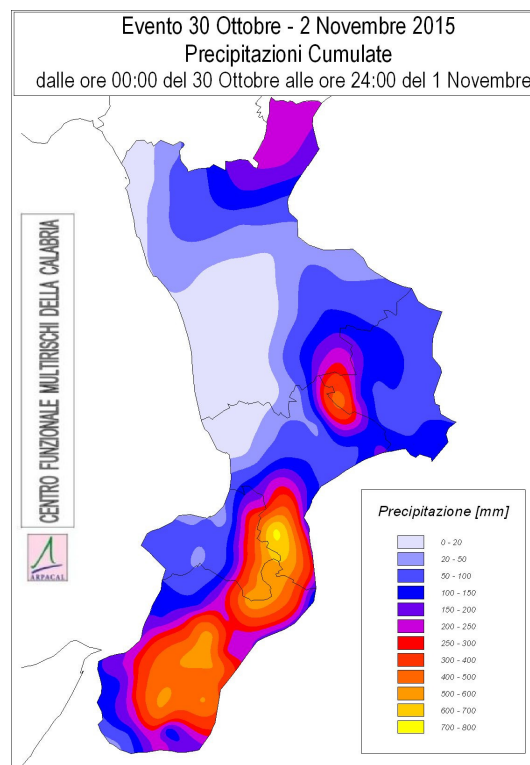 Evento 30 Ottobre - 2 Novembre 2015
Precipitazioni Cumulate
dalle ore 00:00 del 30 Ottobre alle ore 24:00 del 1 Novembre
CENTRO FUNZIONALE MULTIRISCHI DELLA CALABRIA
ARPACAL
Precipitazione [mm]
0 - 20
20 - 50
50 - 100
100 - 150
150 - 200
200 - 250
250 - 300
300 - 400
400 - 500
500 - 600
600 - 700
700 - 800